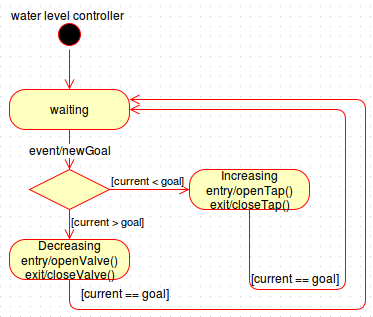 water level controller
waiting
event/newGoal
[current < goal]
Increasing
entry/openTap()
exit/closeTap()
[current > goal]
Decreasing
entry/openValve()
exit/closeValve()
[current == goal]
[current == goal]